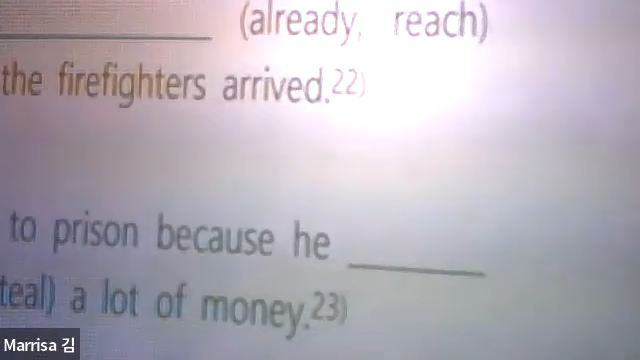 (already, reach)
the firefighters arrived.22)
to prison because he
teal) a lot of money.23)
Marrisa 김